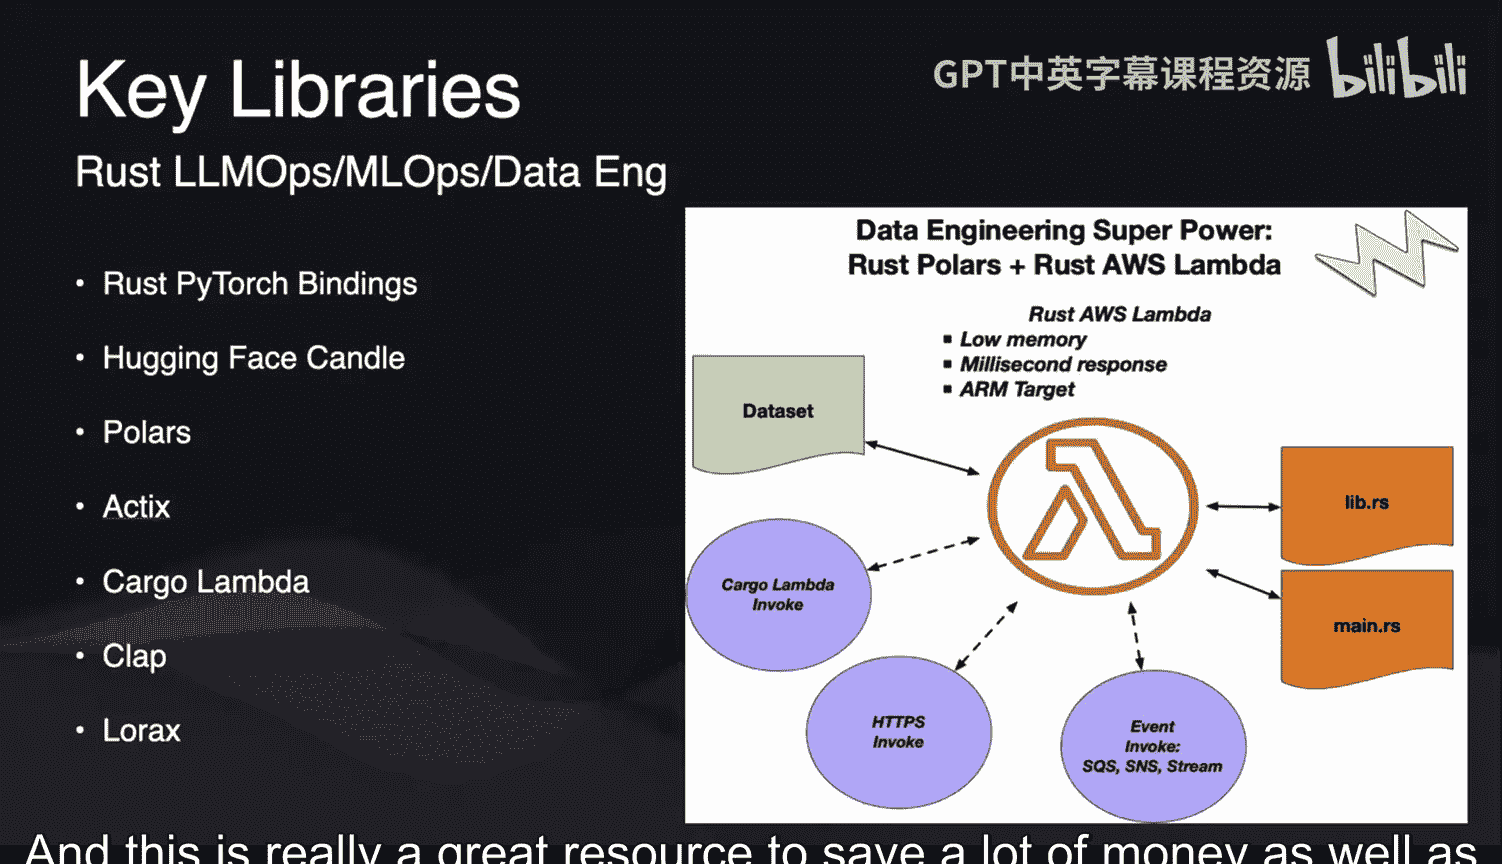 Key Libraries
GPT中英字幕课程资源 bilibili
Rust LLMOps/MLOps/Data Eng
• Rust PyTorch Bindings
• Hugging Face Candle
• Polars
• Actix
• Cargo Lambda
• Clap
• Lorax
Data Engineering Super Power:
Rust Polars + Rust AWS Lambda
Rust AWS Lambda
▪ Low memory
▪ Millisecond response
▪ ARM Target
Dataset
lib.rs
Cargo Lambda
Invoke
main.rs
HTTPS
Invoke
Event
Invoke:
SQS, SNS, Stream
And this is really a great resource to save a lot of money as well as